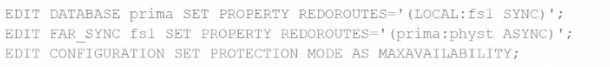 EDIT DATABASE prima SET PROPERTY REDOROUTES='(LOCAL:fs1 SYNC)';
EDIT FAR_SYNC fs1 SET PROPERTY REDOROUTES='(prima:physt ASYNC)';
EDIT CONFIGURATION SET PROTECTION MODE AS MAXAVAILABILITY;